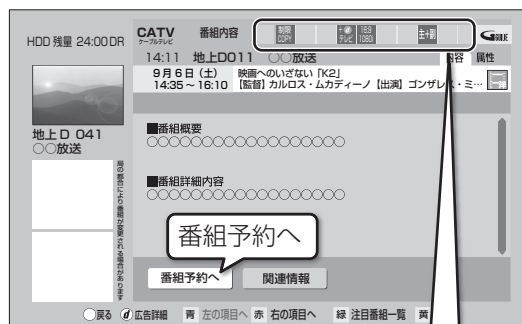 HDD 残量 24:00 DR
CATV
ケーブルテレビ
番組内容
制限
COPY
+d 16:9
テレビ 1080
主+副
G GUIDE
14:11 地上D011 ○○放送
内容 属性
9月6日（土） 映画へのいざない「K2」
14:35～16:10 【監督】カルロス・ムカディーノ【出演】ゴンザレス・ミ…
地上D 041
○○放送
局の都合により番組が変更される場合があります
■番組概要
○○○○○○○○○○○○○○○○○○
■番組詳細内容
○○○○○○○○○○○○○○○○○○
番組予約へ
番組予約へ
関連情報
○戻る d 広告詳細 青 左の項目へ 赤 右の項目へ 緑 注目番組一覧 黄